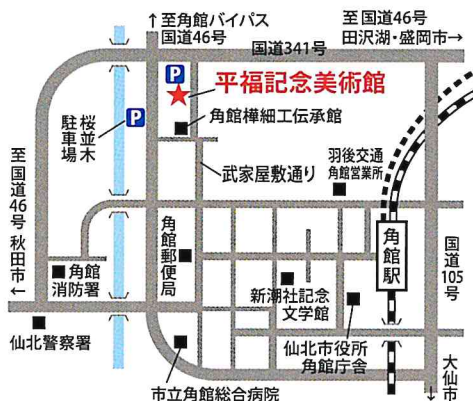 ↑至角館バイパス
国道46号
至国道46号
田沢湖・盛岡市→
国道341号
P
平福記念美術館
P
桜並木
駐車場
角館樺細工伝承館
武家屋敷通り
羽後交通
角館営業所
至国道46号 秋田市←
角館
消防署
角館郵便局
角館駅
国道105号
新潮社記念
文学館
仙北市役所
角館庁舎
仙北警察署
市立角館総合病院
大仙市↓